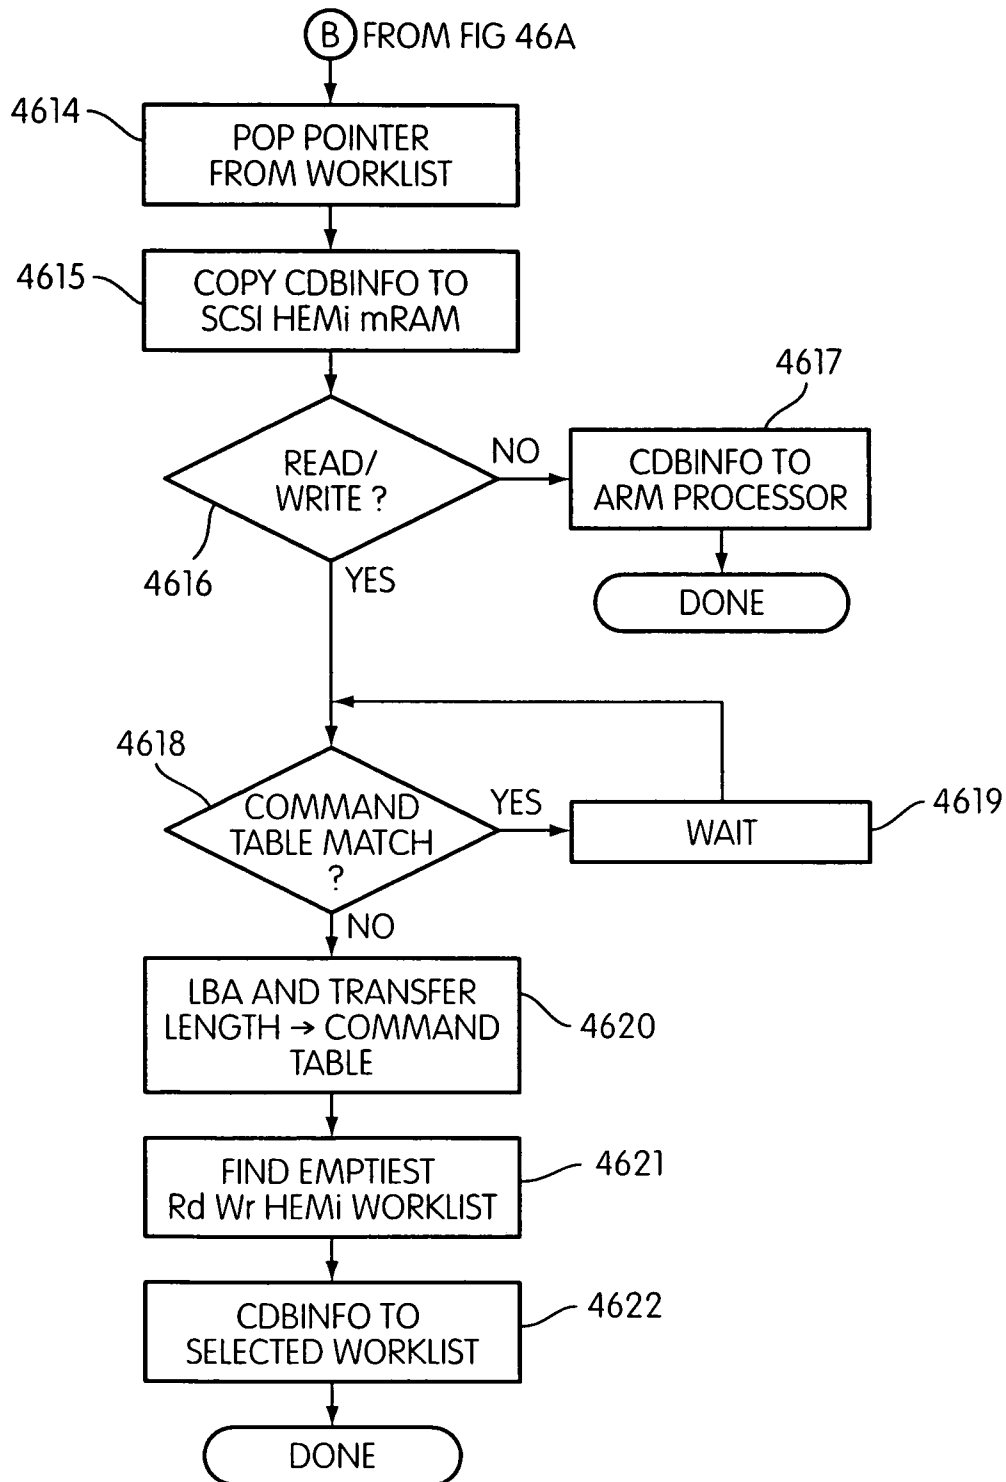 B FROM FIG 46A
4614
POP POINTER
FROM WORKLIST
4615
COPY CDBINFO TO
SCSI HEMi mRAM
4617
READ/
WRITE ?
NO
CDBINFO TO
ARM PROCESSOR
4616
YES
DONE
4618
COMMAND
TABLE MATCH
?
YES
WAIT
4619
NO
LBA AND TRANSFER
LENGTH → COMMAND
TABLE
4620
FIND EMPTIEST
Rd Wr HEMi WORKLIST
4621
CDBINFO TO
SELECTED WORKLIST
4622
DONE